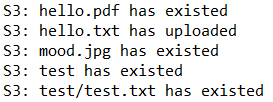 S3: hello.pdf has existed
S3: hello.txt has uploaded
S3: mood.jpg has existed
S3: test has existed
S3: test/test.txt has existed